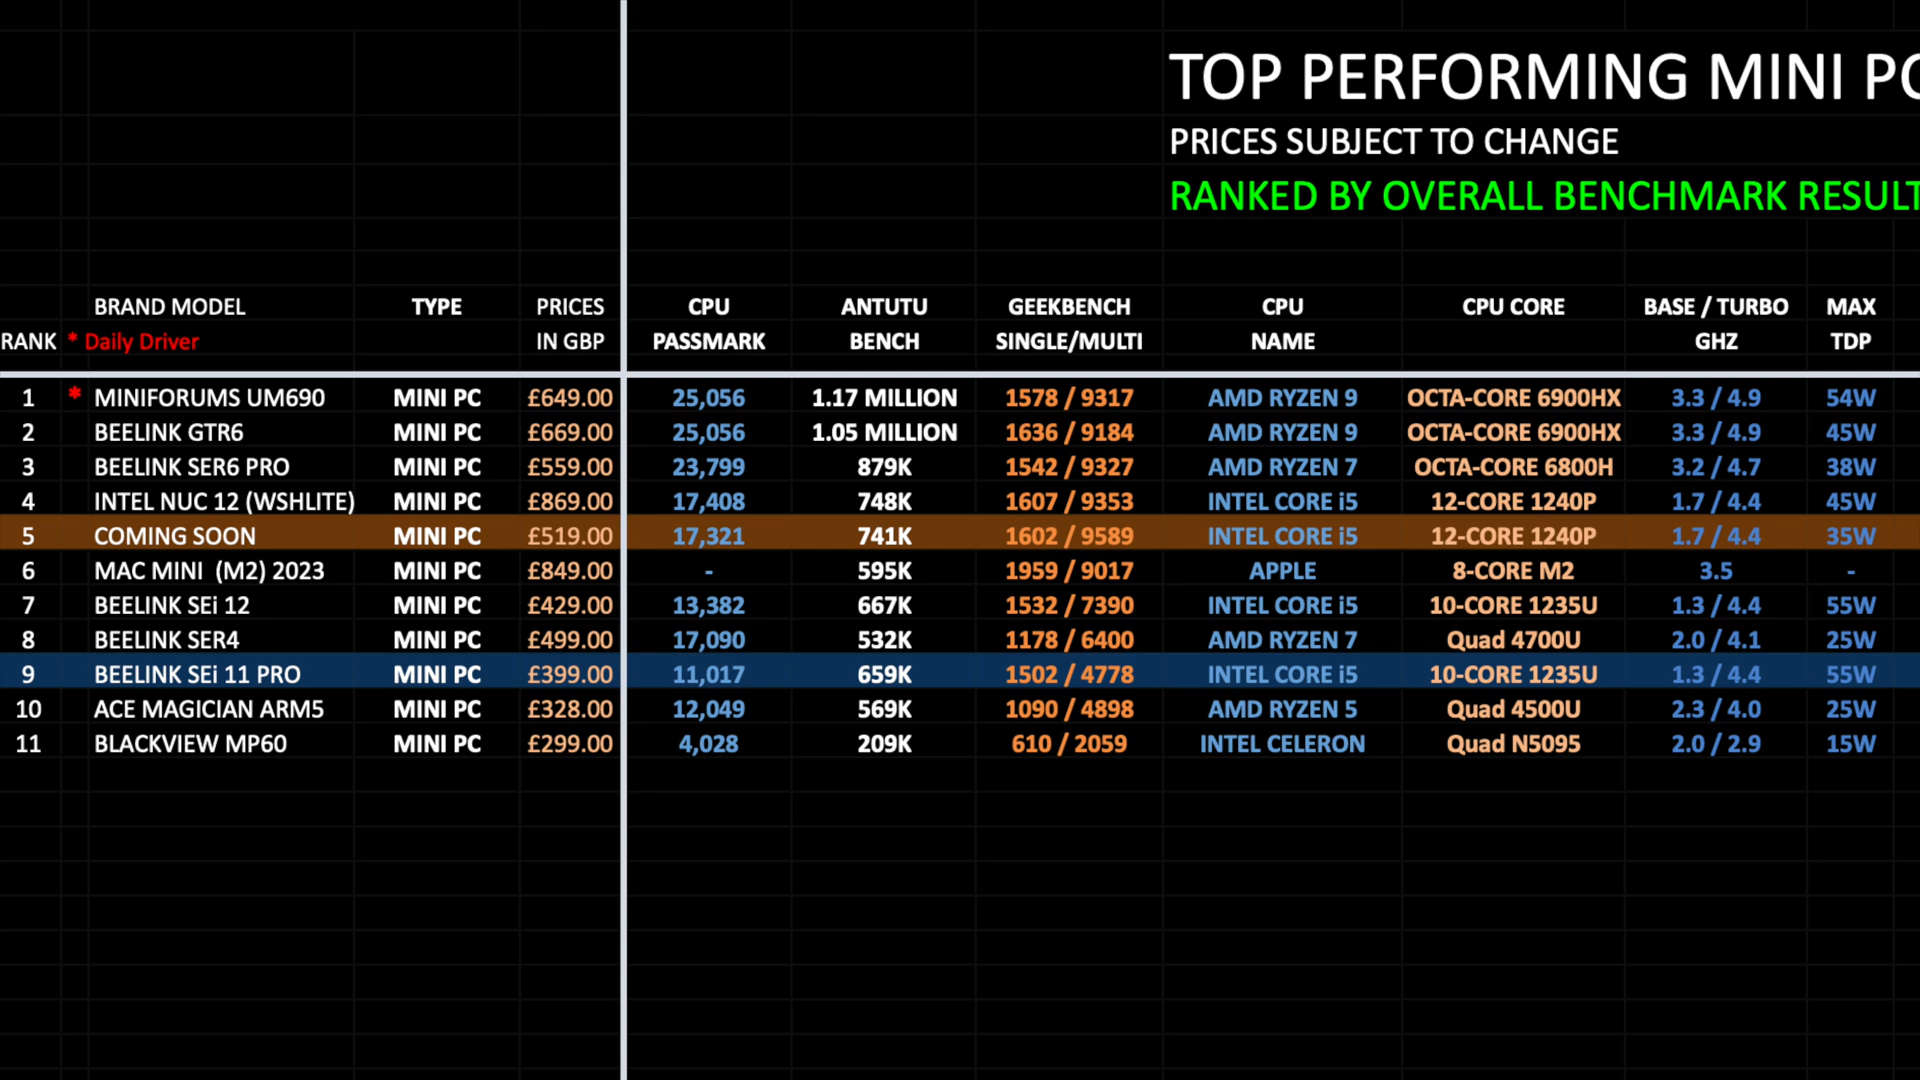 TOP PERFORMING MINI PC
PRICES SUBJECT TO CHANGE
RANKED BY OVERALL BENCHMARK RESULT
BRAND MODEL TYPE PRICES CPU ANTUTU GEEKBENCH CPU CPU CORE BASE / TURBO MAX
RANK * Daily Driver IN GBP PASSMARK BENCH SINGLE/MULTI NAME GHZ TDP
1 * MINIFORUMS UM690 MINI PC £649.00 25,056 1.17 MILLION 1578 / 9317 AMD RYZEN 9 OCTA-CORE 6900HX 3.3 / 4.9 54W
2 BEELINK GTR6 MINI PC £669.00 25,056 1.05 MILLION 1636 / 9184 AMD RYZEN 9 OCTA-CORE 6900HX 3.3 / 4.9 45W
3 BEELINK SER6 PRO MINI PC £559.00 23,799 879K 1542 / 9327 AMD RYZEN 7 OCTA-CORE 6800H 3.2 / 4.7 38W
4 INTEL NUC 12 (WSHLITE) MINI PC £869.00 17,408 748K 1607 / 9353 INTEL CORE i5 12-CORE 1240P 1.7 / 4.4 45W
5 COMING SOON MINI PC £519.00 17,321 741K 1602 / 9589 INTEL CORE i5 12-CORE 1240P 1.7 / 4.4 35W
6 MAC MINI (M2) 2023 MINI PC £849.00 - 595K 1959 / 9017 APPLE 8-CORE M2 3.5 -
7 BEELINK SEi 12 MINI PC £429.00 13,382 667K 1532 / 7390 INTEL CORE i5 10-CORE 1235U 1.3 / 4.4 55W
8 BEELINK SER4 MINI PC £499.00 17,090 532K 1178 / 6400 AMD RYZEN 7 Quad 4700U 2.0 / 4.1 25W
9 BEELINK SEi 11 PRO MINI PC £399.00 11,017 659K 1502 / 4778 INTEL CORE i5 10-CORE 1235U 1.3 / 4.4 55W
10 ACE MAGICIAN ARM5 MINI PC £328.00 12,049 569K 1090 / 4898 AMD RYZEN 5 Quad 4500U 2.3 / 4.0 25W
11 BLACKVIEW MP60 MINI PC £299.00 4,028 209K 610 / 2059 INTEL CELERON Quad N5095 2.0 / 2.9 15W